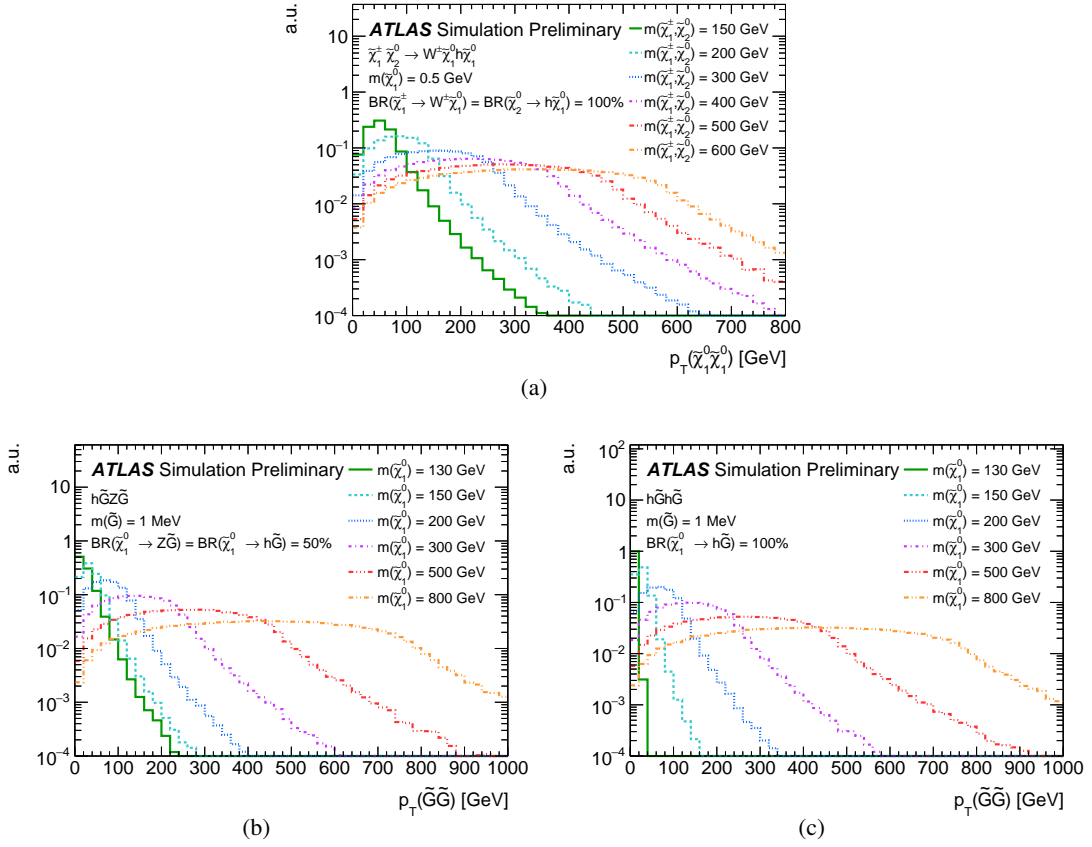 a.u.
10
1
10⁻¹
10⁻²
10⁻³
10⁻⁴
ATLAS Simulation Preliminary
χ̃₁^± χ̃₂⁰ → W^±χ̃₁⁰hχ̃₁⁰
m(χ̃₁⁰) = 0.5 GeV
BR(χ̃₁^± → W^±χ̃₁⁰) = BR(χ̃₂⁰ → hχ̃₁⁰) = 100%
m(χ̃₁^±,χ̃₂⁰) = 150 GeV
m(χ̃₁^±,χ̃₂⁰) = 200 GeV
m(χ̃₁^±,χ̃₂⁰) = 300 GeV
m(χ̃₁^±,χ̃₂⁰) = 400 GeV
m(χ̃₁^±,χ̃₂⁰) = 500 GeV
m(χ̃₁^±,χ̃₂⁰) = 600 GeV
0 100 200 300 400 500 600 700 800
p_T(χ̃₁⁰χ̃₁⁰) [GeV]
(a)
a.u.
10
1
10⁻¹
10⁻²
10⁻³
10⁻⁴
ATLAS Simulation Preliminary
hG̃ZG̃
m(G̃) = 1 MeV
BR(χ̃₁⁰ → ZG̃) = BR(χ̃₁⁰ → hG̃) = 50%
m(χ̃₁⁰) = 130 GeV
m(χ̃₁⁰) = 150 GeV
m(χ̃₁⁰) = 200 GeV
m(χ̃₁⁰) = 300 GeV
m(χ̃₁⁰) = 500 GeV
m(χ̃₁⁰) = 800 GeV
0 100 200 300 400 500 600 700 800 900 1000
p_T(G̃G̃) [GeV]
(b)
a.u.
10²
10
1
10⁻¹
10⁻²
10⁻³
10⁻⁴
ATLAS Simulation Preliminary
hG̃hG̃
m(G̃) = 1 MeV
BR(χ̃₁⁰ → hG̃) = 100%
m(χ̃₁⁰) = 130 GeV
m(χ̃₁⁰) = 150 GeV
m(χ̃₁⁰) = 200 GeV
m(χ̃₁⁰) = 300 GeV
m(χ̃₁⁰) = 500 GeV
m(χ̃₁⁰) = 800 GeV
0 100 200 300 400 500 600 700 800 900 1000
p_T(G̃G̃) [GeV]
(c)